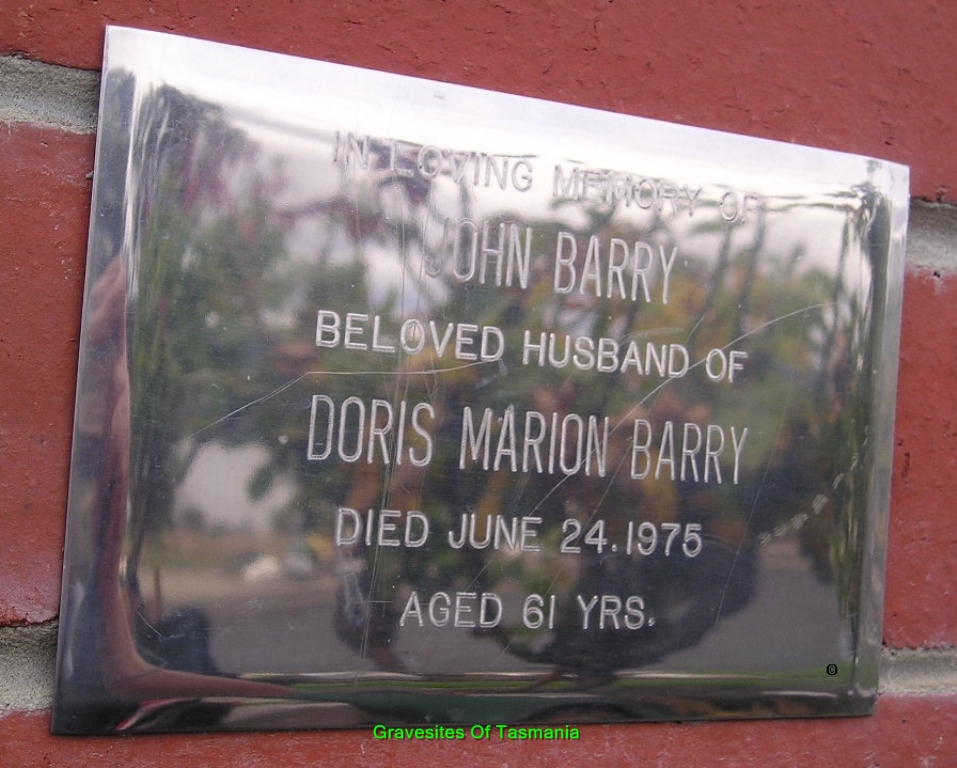 IN LOVING MEMORY OF
JOHN BARRY
BELOVED HUSBAND OF
DORIS MARION BARRY
DIED JUNE 24.1975
AGED 61 YRS.
©
Gravesites Of Tasmania